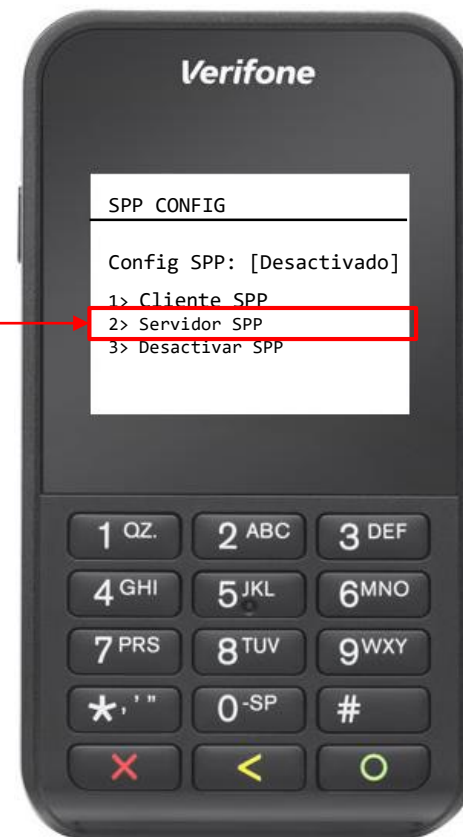 Verifone
SPP CONFIG
Config SPP: [Desactivado]
1> Cliente SPP
2> Servidor SPP
3> Desactivar SPP
1 QZ. 2 ABC 3 DEF
4 GHI 5 JKL 6 MNO
7 PRS 8 TUV 9 WXY
*,'" 0-SP #